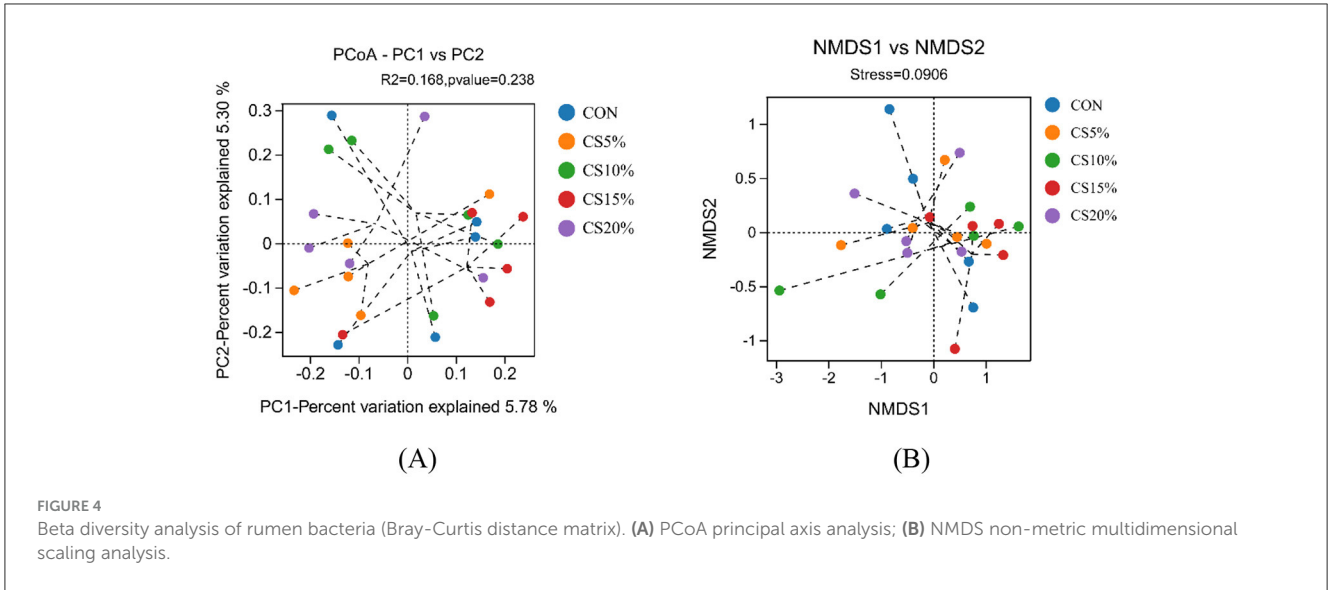 PCoA - PC1 vs PC2
R2=0.168,pvalue=0.238
PC2-Percent variation explained 5.30 %
0.3
0.2
0.1
0
-0.1
-0.2
-0.2
-0.1
0
0.1
0.2
PC1-Percent variation explained 5.78 %
CON
CS5%
CS10%
CS15%
CS20%
(A)
NMDS1 vs NMDS2
Stress=0.0906
NMDS2
1
0.5
0
-0.5
-1
-3
-2
-1
0
1
NMDS1
CON
CS5%
CS10%
CS15%
CS20%
(B)
FIGURE 4
Beta diversity analysis of rumen bacteria (Bray-Curtis distance matrix). (A) PCoA principal axis analysis; (B) NMDS non-metric multidimensional
scaling analysis.